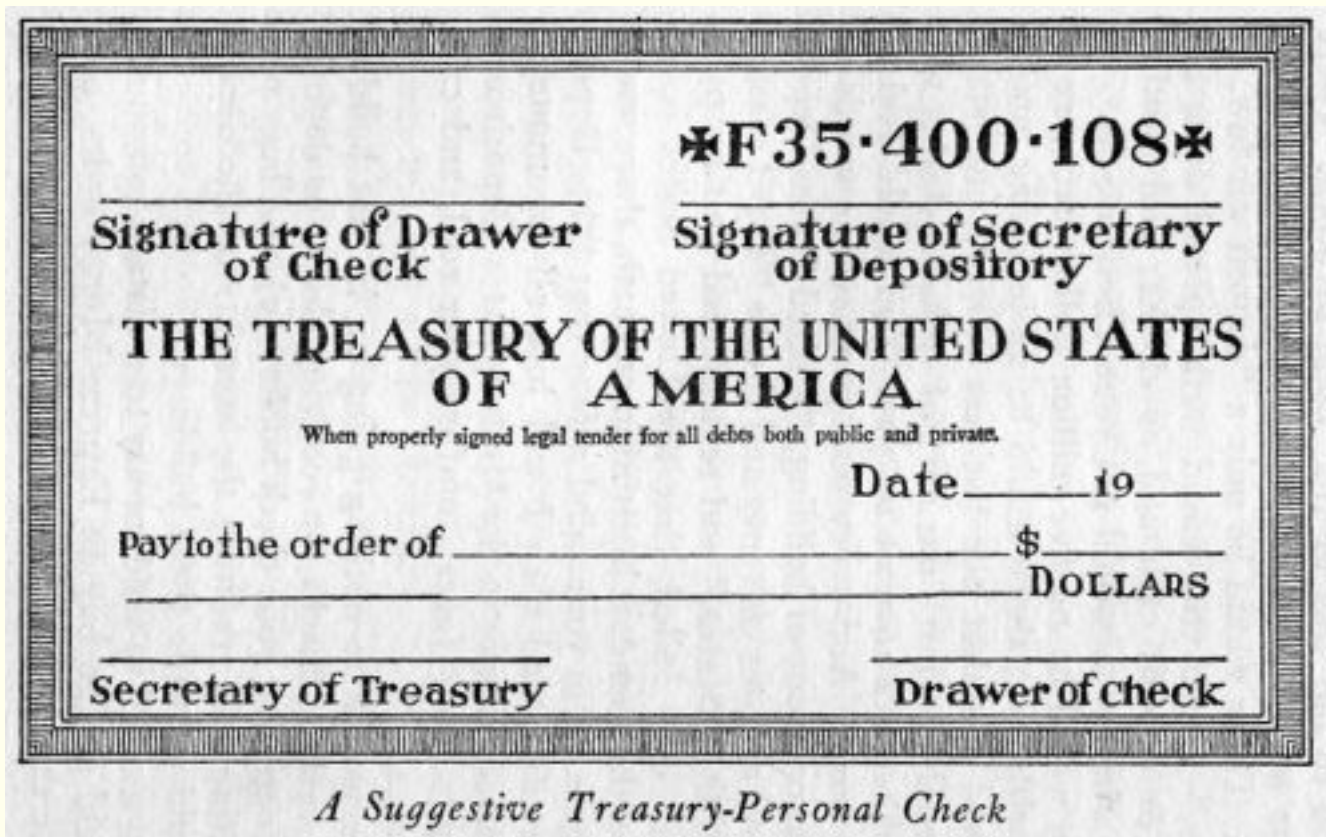 ✠F35·400·108✠
Signature of Drawer
of Check
Signature of Secretary
of Depository
THE TREASURY OF THE UNITED STATES
OF AMERICA
When properly signed legal tender for all debts both public and private.
Date 19
Pay to the order of $
DOLLARS
Secretary of Treasury
Drawer of Check
A Suggestive Treasury-Personal Check